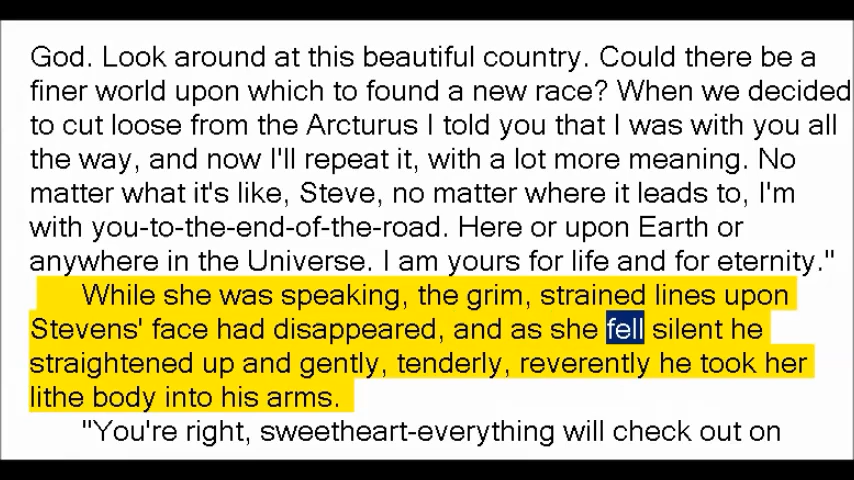 God. Look around at this beautiful country. Could there be a
finer world upon which to found a new race? When we decided
to cut loose from the Arcturus I told you that I was with you all
the way, and now I'll repeat it, with a lot more meaning. No
matter what it's like, Steve, no matter where it leads to, I'm
with you-to-the-end-of-the-road. Here or upon Earth or
anywhere in the Universe. I am yours for life and for eternity."
While she was speaking, the grim, strained lines upon
Stevens' face had disappeared, and as she fell silent he
straightened up and gently, tenderly, reverently he took her
lithe body into his arms.
"You're right, sweetheart-everything will check out on